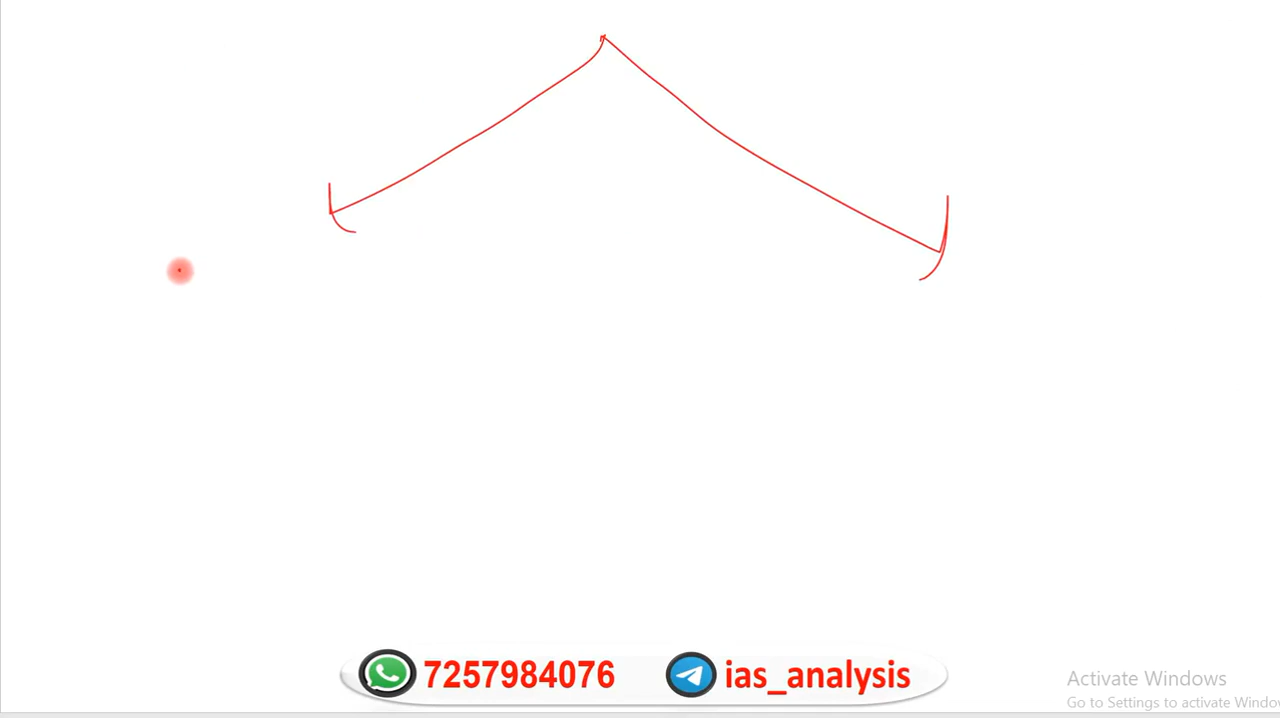 7257984076 ias_analysis
Activate Windows
Go to Settings to activate Windo